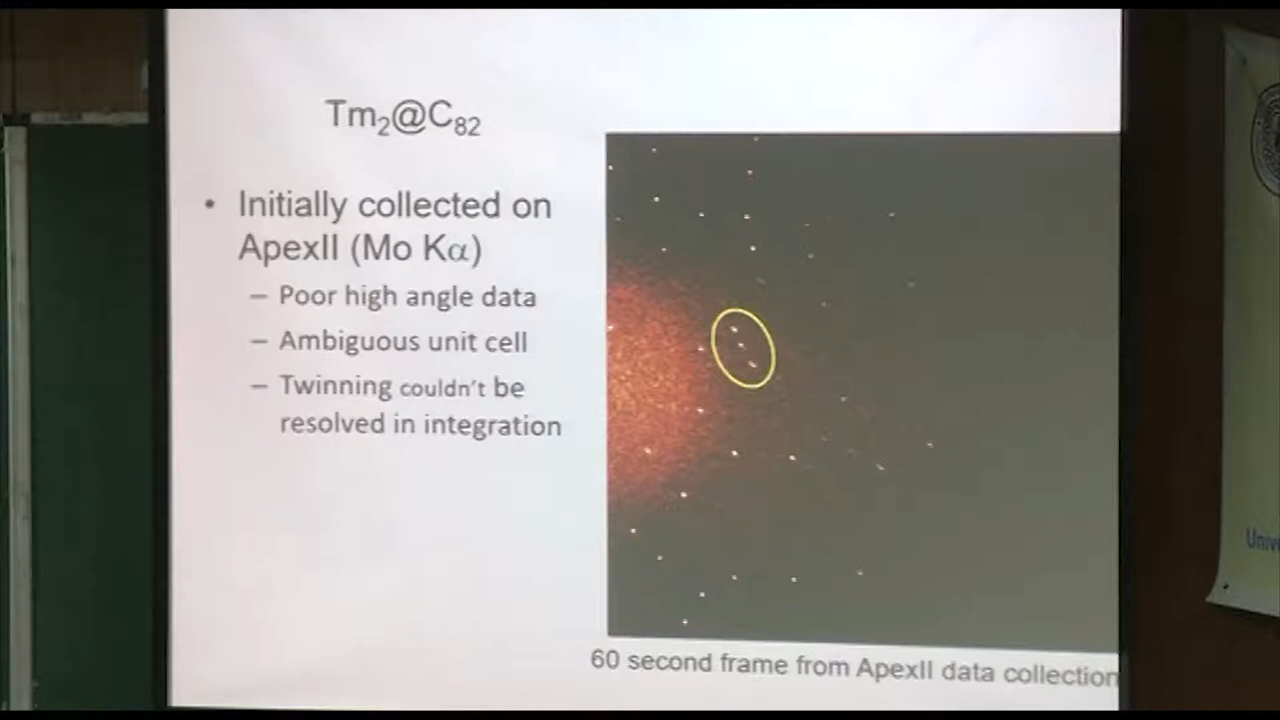 Tm₂@C₈₂
• Initially collected on
ApexII (Mo Kα)
– Poor high angle data
– Ambiguous unit cell
– Twinning couldn't be
resolved in integration
60 second frame from ApexII data collection